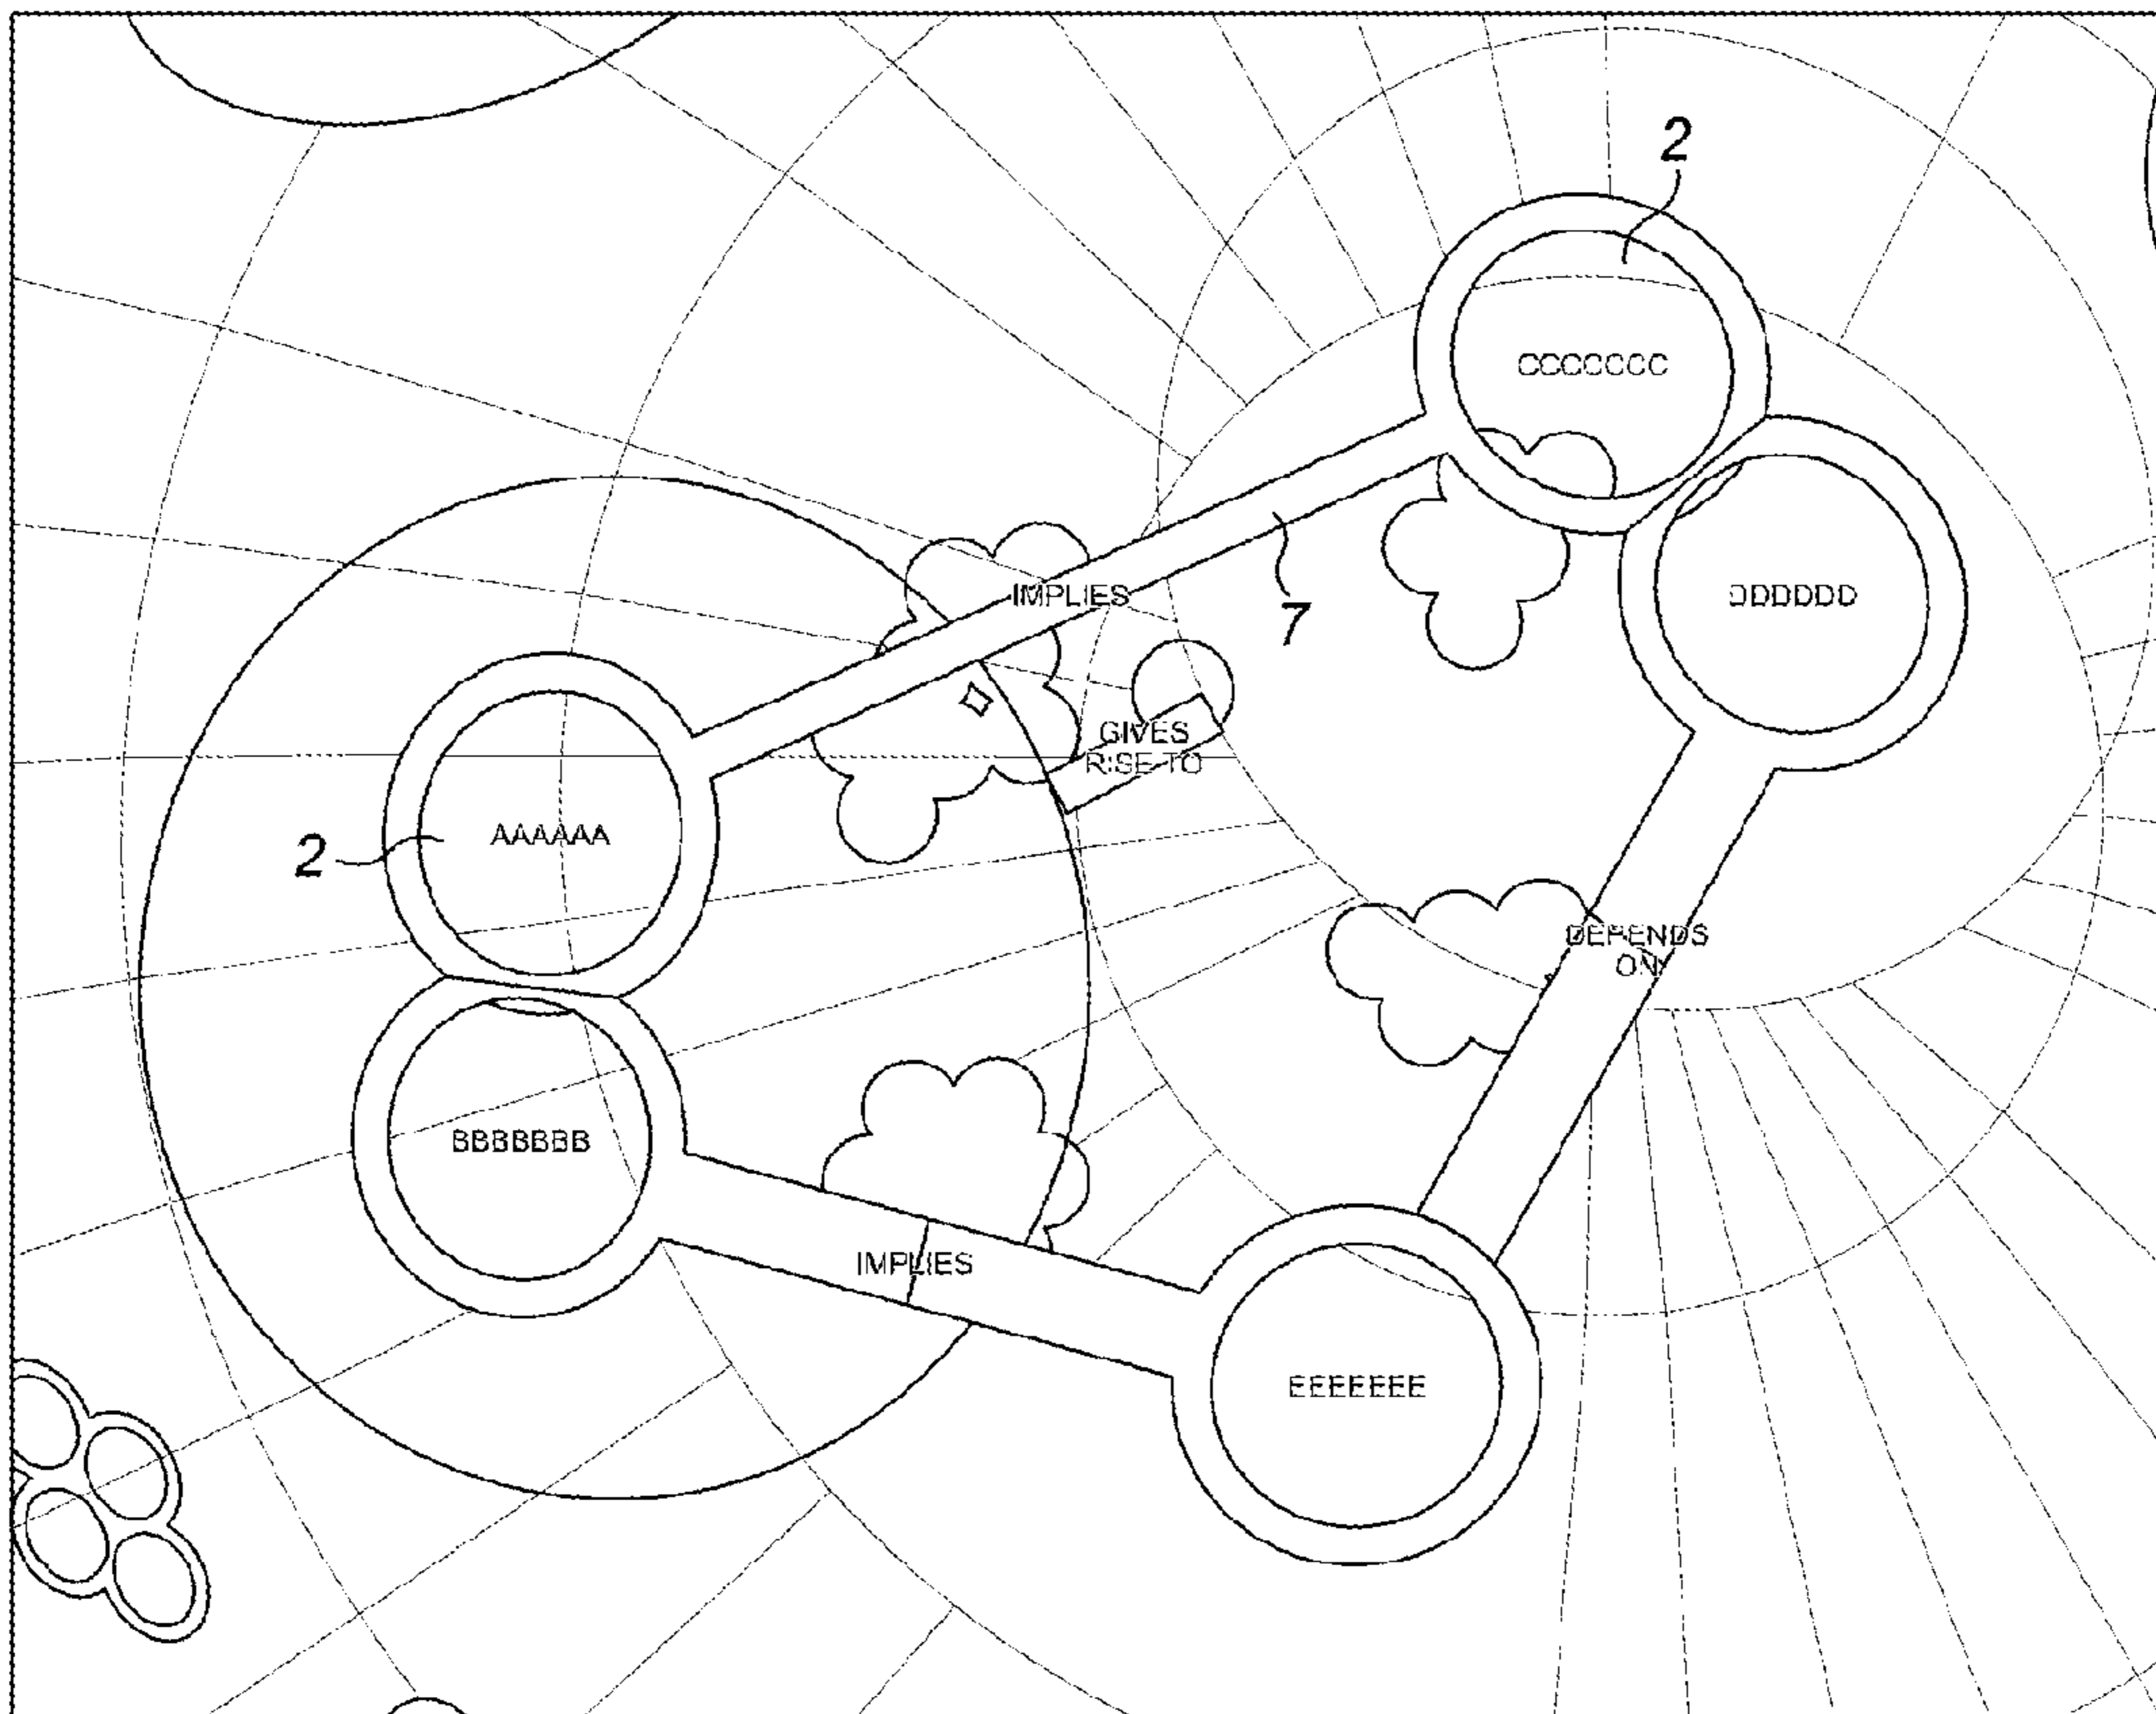 2
CCCCCCC
IMPLIES
7
DDDDDD
GIVES
RISE TO
2
AAAAAA
DEPENDS
ON
BBBBBBB
IMPLIES
EEEEEEE